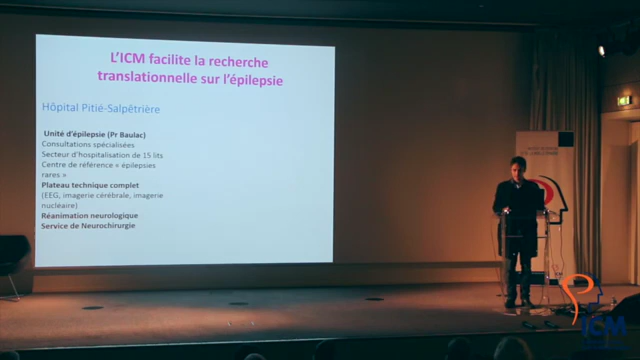 L'ICM facilite la recherche
translationnelle sur l'épilepsie
Hôpital Pitié-Salpêtrière
Unité d'épilepsie (Pr Baulac)
Consultations spécialisées
Secteur d'hospitalisation de 15 lits
Centre de référence « épilepsies
rares »
Plateau technique complet
(EEG, imagerie cérébrale, imagerie
nucléaire)
Réanimation neurologique
Service de Neurochirurgie
ICM